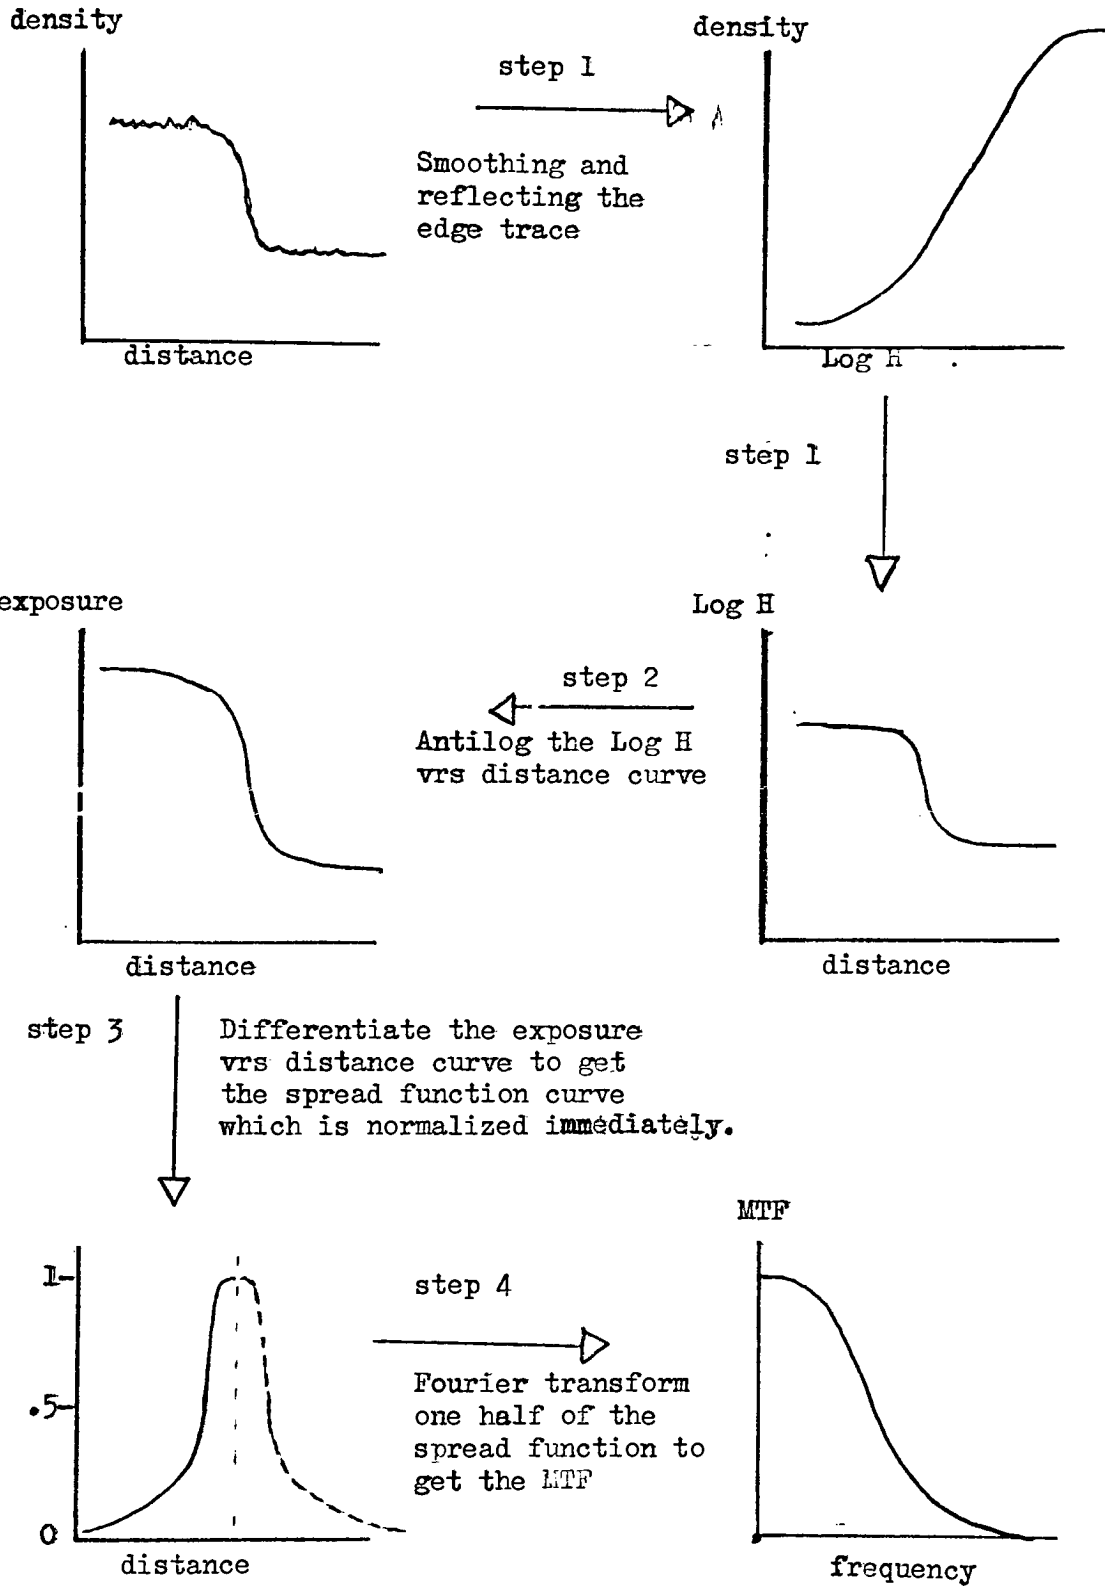 density
step 1
Smoothing and
reflecting the
edge trace
distance
density
Log H
step 1
Log H
distance
step 2
Antilog the Log H
vrs distance curve
exposure
distance
step 3
Differentiate the exposure
vrs distance curve to get
the spread function curve
which is normalized immediately.
1
.5
0
distance
step 4
Fourier transform
one half of the
spread function to
get the MTF
MTF
frequency